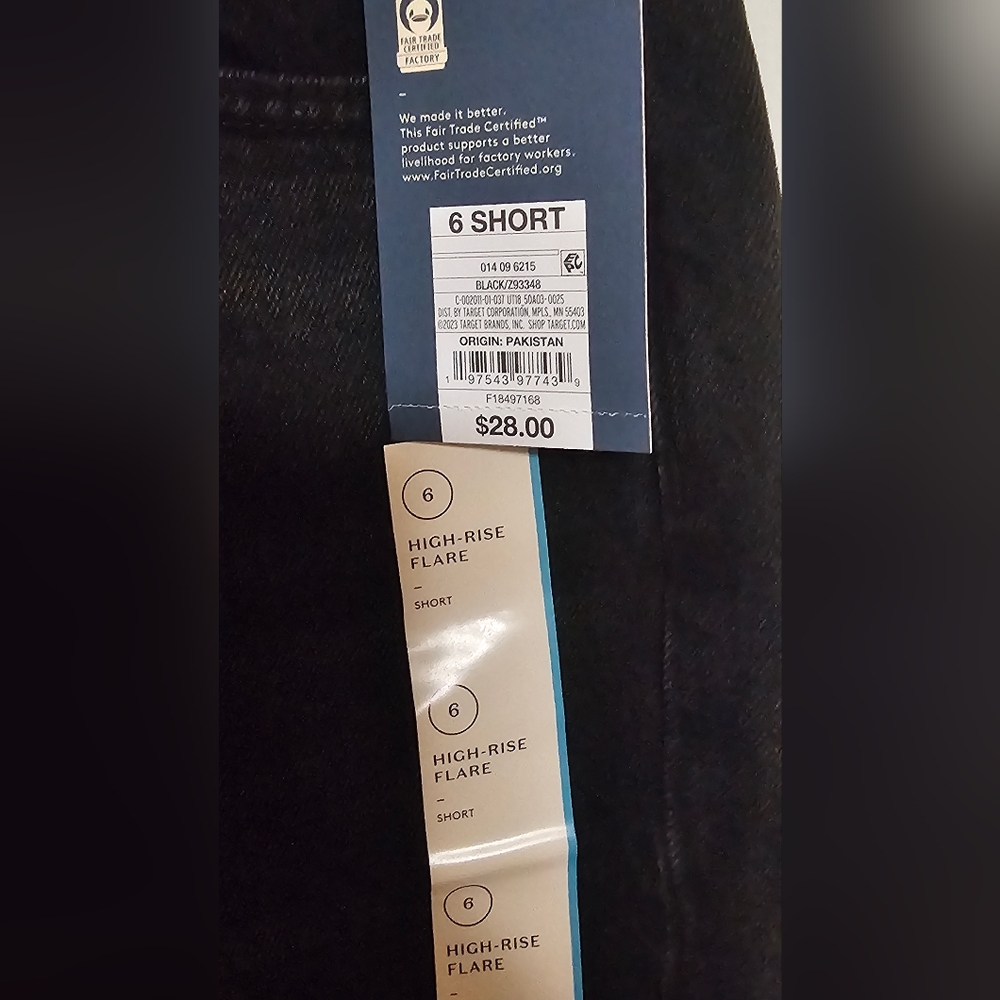 FAIR TRADE
CERTIFIED
FACTORY
–
We made it better.
This Fair Trade Certified™
product supports a better
livelihood for factory workers.
www.FairTradeCertified.org
6 SHORT
014 09 6215
BLACK/Z93348
C-002011-01-037 UT18 50A03-0025
DIST. BY TARGET CORPORATION, MPLS., MN 55403
©2023 TARGET BRANDS, INC. SHOP TARGET.COM
ORIGIN: PAKISTAN
1 97543 97743 9
F18497168
$28.00
6
HIGH-RISE
FLARE
–
SHORT
6
HIGH-RISE
FLARE
–
SHORT
6
HIGH-RISE
FLARE
–